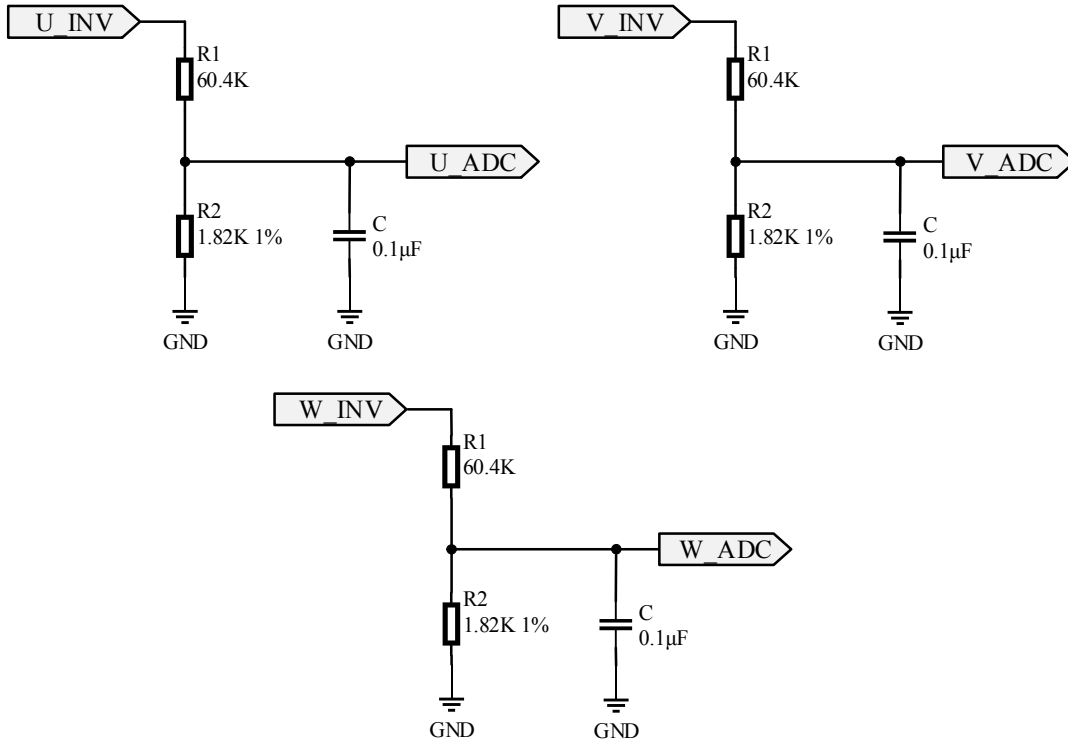 U_INV
R1
60.4K
U_ADC
R2
1.82K 1%
C
0.1μF
GND
GND
V_INV
R1
60.4K
V_ADC
R2
1.82K 1%
C
0.1μF
GND
GND
W_INV
R1
60.4K
W_ADC
R2
1.82K 1%
C
0.1μF
GND
GND